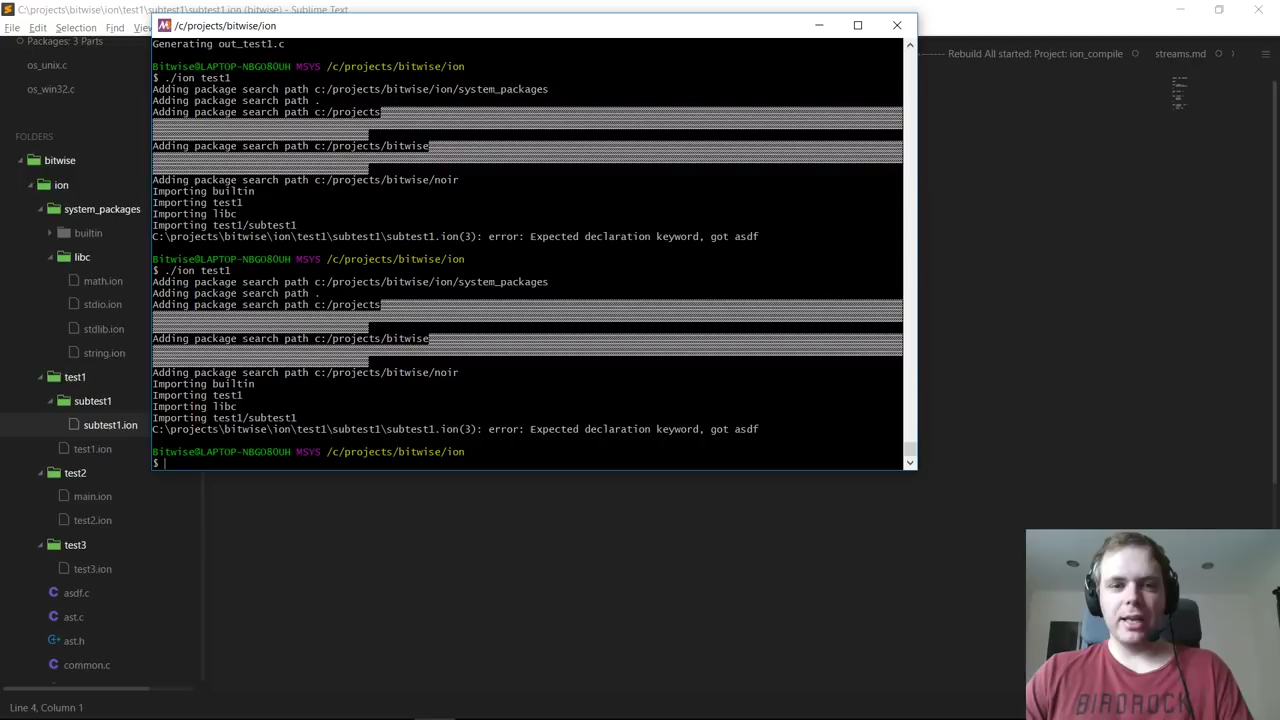 C:\projects\bitwise\ion\test1\subtest1\subtest1.ion (bitwise) - Sublime Text
File Edit Selection Find View
/c/projects/bitwise/ion
Packages: 3 Parts
os_unix.c
os_win32.c
Rebuild All started: Project: ion_compile
streams.md
FOLDERS
bitwise
ion
system_packages
builtin
libc
math.ion
stdio.ion
stdlib.ion
string.ion
test1
subtest1
subtest1.ion
test1.ion
test2
main.ion
test2.ion
test3
test3.ion
asdf.c
ast.c
ast.h
common.c
Line 4, Column 1
Generating out_test1.c
Bitwise@LAPTOP-NBGO8OUH MSYS /c/projects/bitwise/ion
$ ./ion test1
Adding package search path c:/projects/bitwise/ion/system_packages
Adding package search path .
Adding package search path c:/projects
Adding package search path c:/projects/bitwise
Adding package search path c:/projects/bitwise/noir
Importing builtin
Importing test1
Importing libc
Importing test1/subtest1
C:\projects\bitwise\ion\test1\subtest1\subtest1.ion(3): error: Expected declaration keyword, got asdf
Bitwise@LAPTOP-NBGO8OUH MSYS /c/projects/bitwise/ion
$ ./ion test1
Adding package search path c:/projects/bitwise/ion/system_packages
Adding package search path .
Adding package search path c:/projects
Adding package search path c:/projects/bitwise
Adding package search path c:/projects/bitwise/noir
Importing builtin
Importing test1
Importing libc
Importing test1/subtest1
C:\projects\bitwise\ion\test1\subtest1\subtest1.ion(3): error: Expected declaration keyword, got asdf
Bitwise@LAPTOP-NBGO8OUH MSYS /c/projects/bitwise/ion
$
BIRDROCK